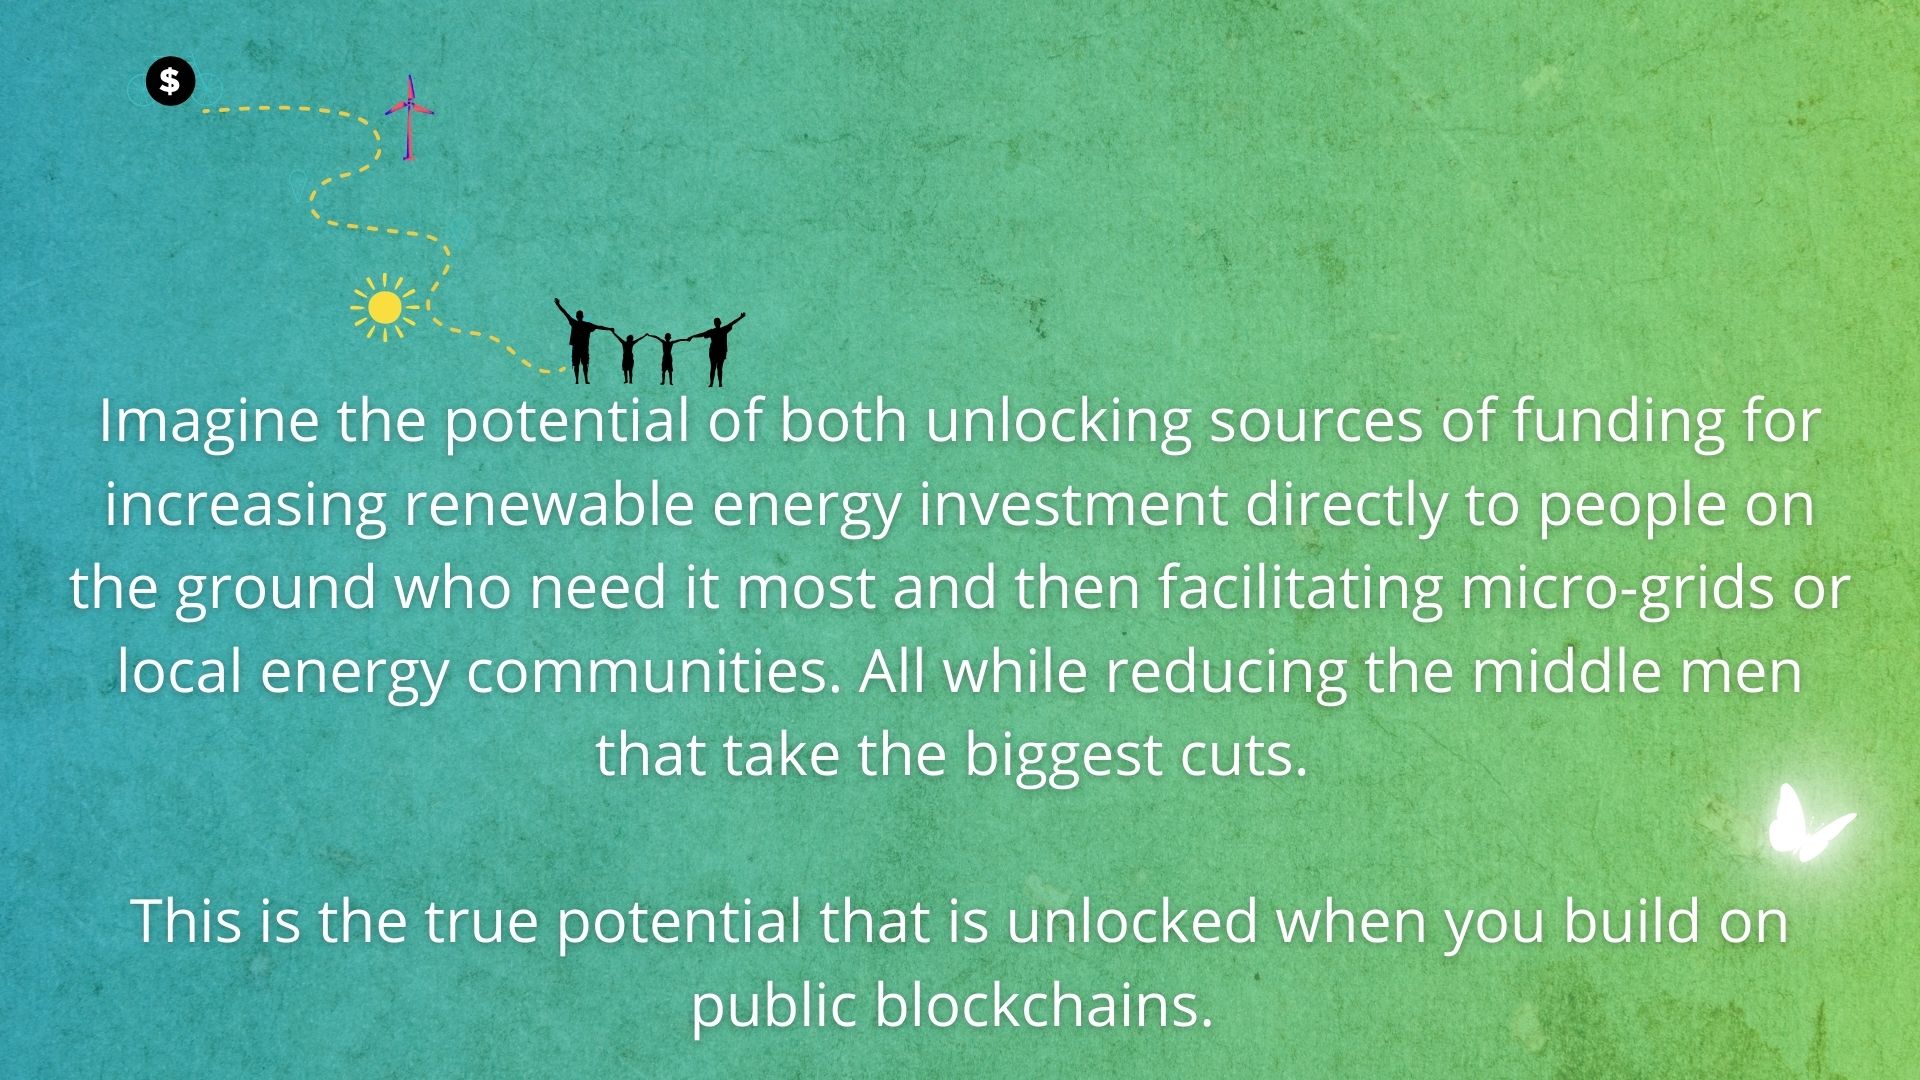 $
Imagine the potential of both unlocking sources of funding for
increasing renewable energy investment directly to people on
the ground who need it most and then facilitating micro-grids or
local energy communities. All while reducing the middle men
that take the biggest cuts.
This is the true potential that is unlocked when you build on
public blockchains.